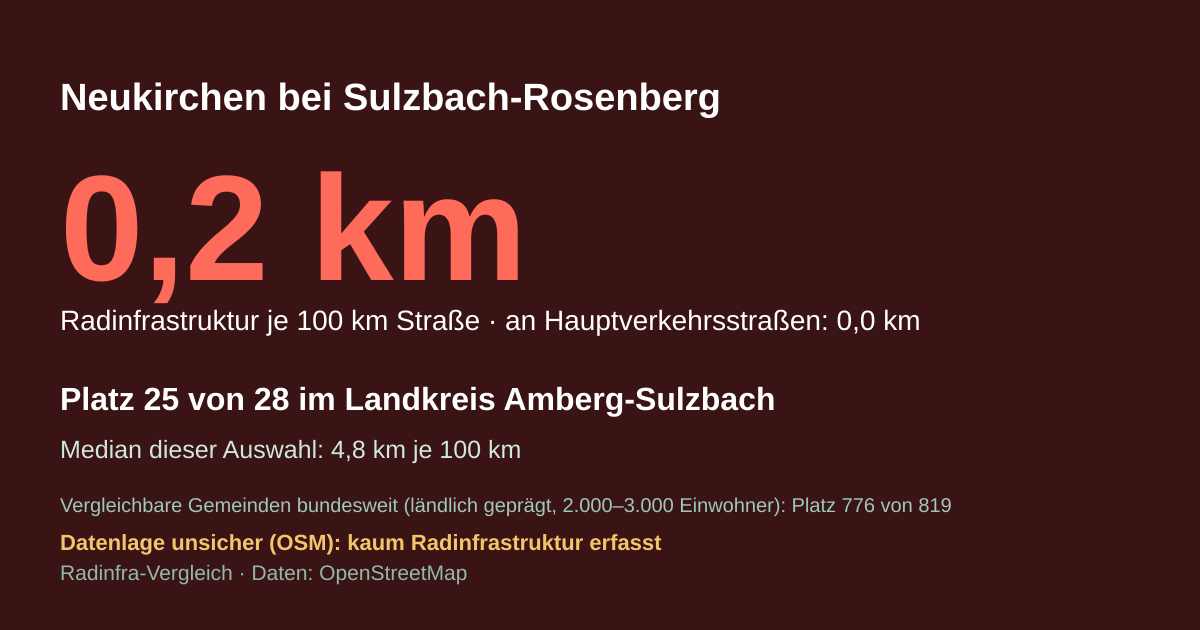 Neukirchen bei Sulzbach-Rosenberg
0,2 km
Radinfrastruktur je 100 km Straße · an Hauptverkehrsstraßen: 0,0 km
Platz 25 von 28 im Landkreis Amberg-Sulzbach
Median dieser Auswahl: 4,8 km je 100 km
Vergleichbare Gemeinden bundesweit (ländlich geprägt, 2.000–3.000 Einwohner): Platz 776 von 819
Datenlage unsicher (OSM): kaum Radinfrastruktur erfasst
Radinfra-Vergleich · Daten: OpenStreetMap